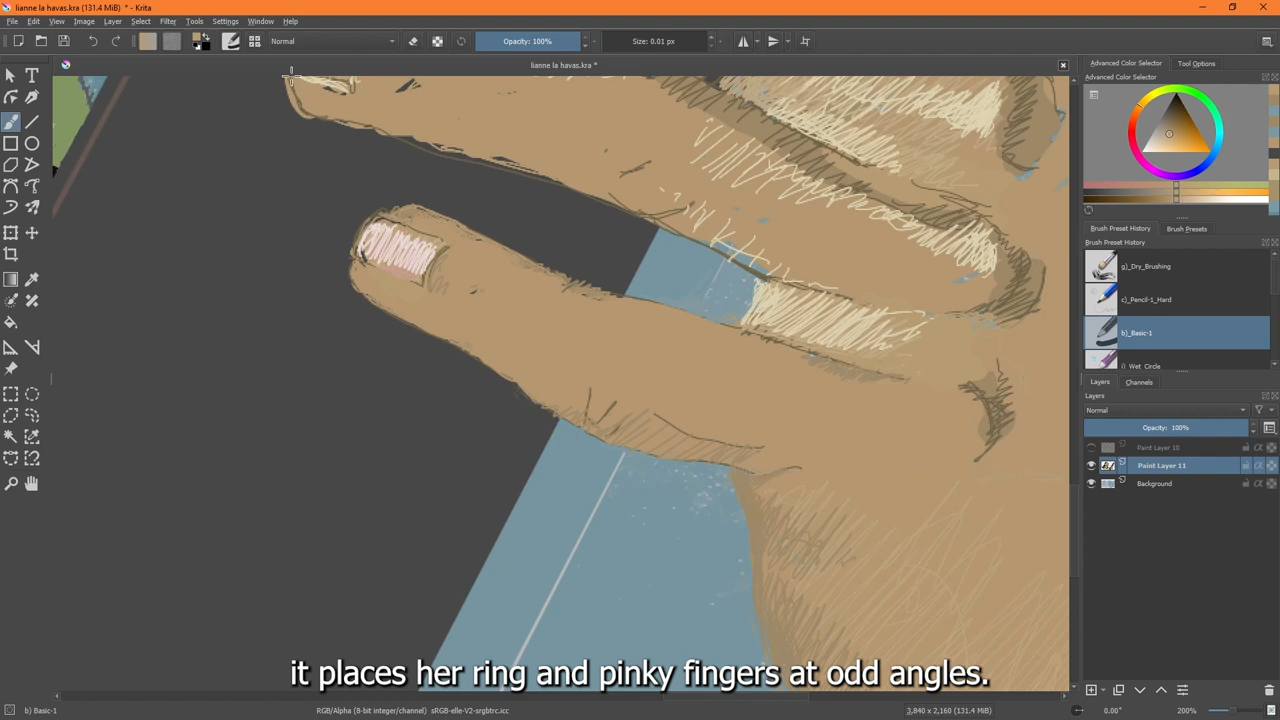 lianne la havas.kra (131.4 MiB) * - Krita
File Edit View Image Layer Select Filter Tools Settings Window Help
Normal
Opacity: 100%
Size: 0.01 px
lianne la havas.kra *
Advanced Color Selector
Tool Options
Advanced Color Selector
Brush Preset History
Brush Presets
Brush Preset History
g)_Dry_Brushing
c)_Pencil-1_Hard
b)_Basic-1
i)_Wet_Circle
Layers
Channels
Layers
Normal
Opacity: 100%
Paint Layer 10
Paint Layer 11
Background
it places her ring and pinky fingers at odd angles.
b) Basic-1
RGB/Alpha (8-bit integer/channel) sRGB-elle-V2-srgbtrc.icc
3,840 x 2,160 (131.4 MiB)
0.00°
200%